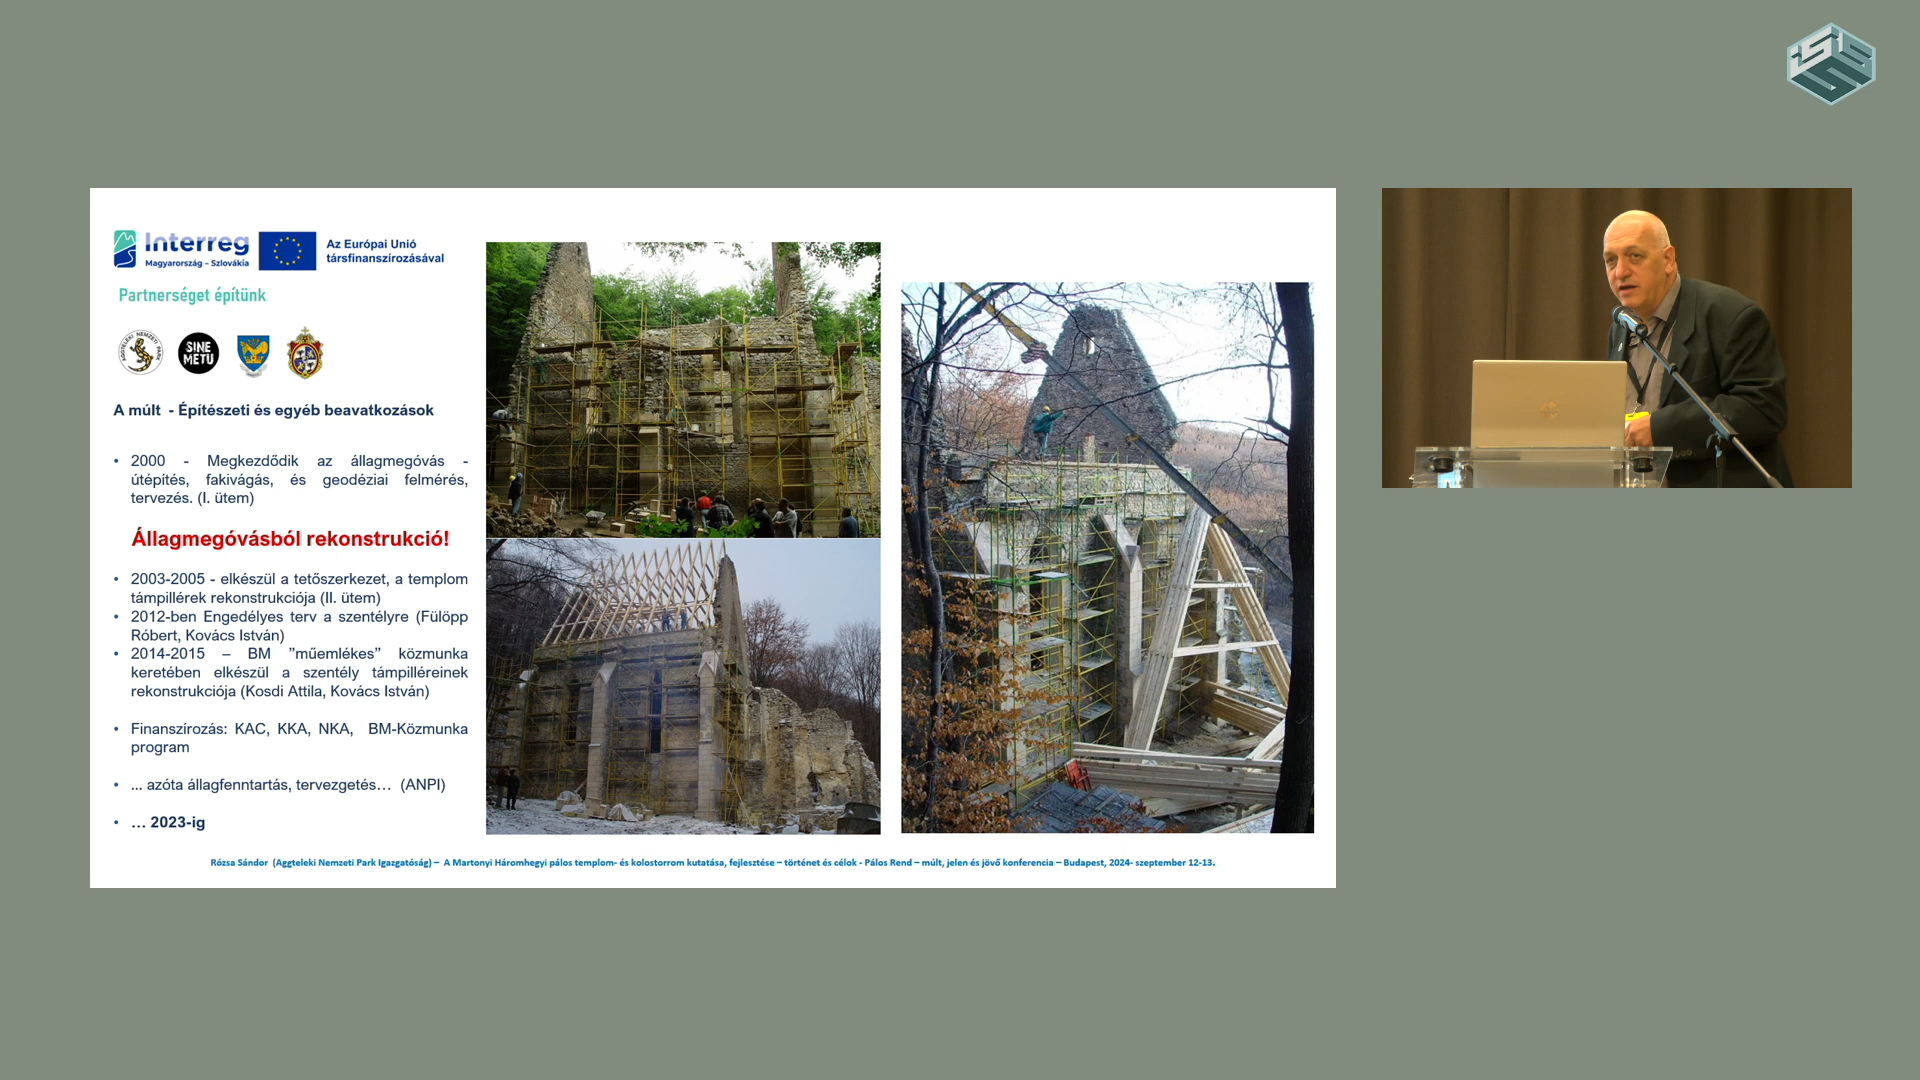 Interreg
Magyarország – Szlovákia
Az Európai Unió
társfinanszírozásával
Partnerséget építünk
AGGTELEKI NEMZETI PARK
SINE
METU
A múlt - Építészeti és egyéb beavatkozások
• 2000 - Megkezdődik az állagmegóvás -
útépítés, fakivágás, és geodéziai felmérés,
tervezés. (I. ütem)
Állagmegóvásból rekonstrukció!
• 2003-2005 - elkészül a tetőszerkezet, a templom
támpillérek rekonstrukciója (II. ütem)
• 2012-ben Engedélyes terv a szentélyre (Fülöpp
Róbert, Kovács István)
• 2014-2015 – BM ”műemlékes” közmunka
keretében elkészül a szentély támpilléreinek
rekonstrukciója (Kosdi Attila, Kovács István)
• Finanszírozás: KAC, KKA, NKA, BM-Közmunka
program
• ... azóta állagfenntartás, tervezgetés… (ANPI)
• … 2023-ig
Rózsa Sándor (Aggteleki Nemzeti Park Igazgatóság) – A Martonyi Háromhegyi pálos templom- és kolostorrom kutatása, fejlesztése – történet és célok - Pálos Rend – múlt, jelen és jövő konferencia – Budapest, 2024- szeptember 12-13.